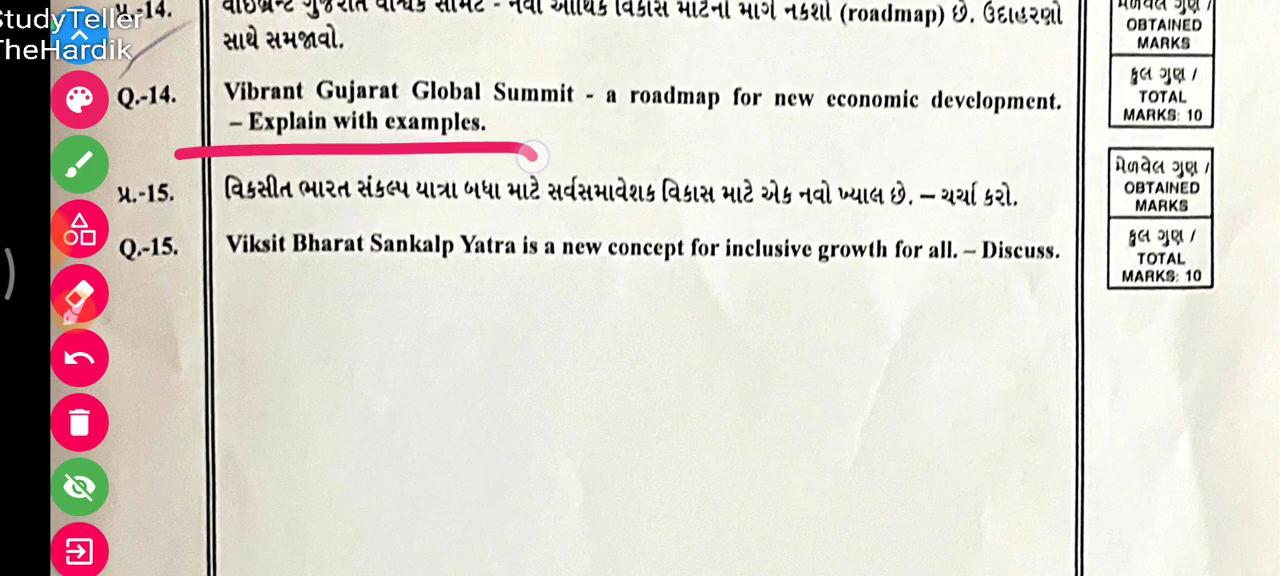 StudyTeller
TheHardik
પ્ર.-14.
વાઇબ્રન્ટ ગુજરાત વૈશ્વિક સમિટ - નવા આર્થિક વિકાસ માટેનો માર્ગ નકશો (roadmap) છે. ઉદાહરણો
સાથે સમજાવો.
Q.-14.
Vibrant Gujarat Global Summit - a roadmap for new economic development.
– Explain with examples.
પ્ર.-15.
વિકસીત ભારત સંકલ્પ યાત્રા બધા માટે સર્વસમાવેશક વિકાસ માટે એક નવો ખ્યાલ છે. – ચર્ચા કરો.
Q.-15.
Viksit Bharat Sankalp Yatra is a new concept for inclusive growth for all. – Discuss.
મેળવેલ ગુણ /
OBTAINED
MARKS
કુલ ગુણ /
TOTAL
MARKS: 10
મેળવેલ ગુણ /
OBTAINED
MARKS
કુલ ગુણ /
TOTAL
MARKS: 10